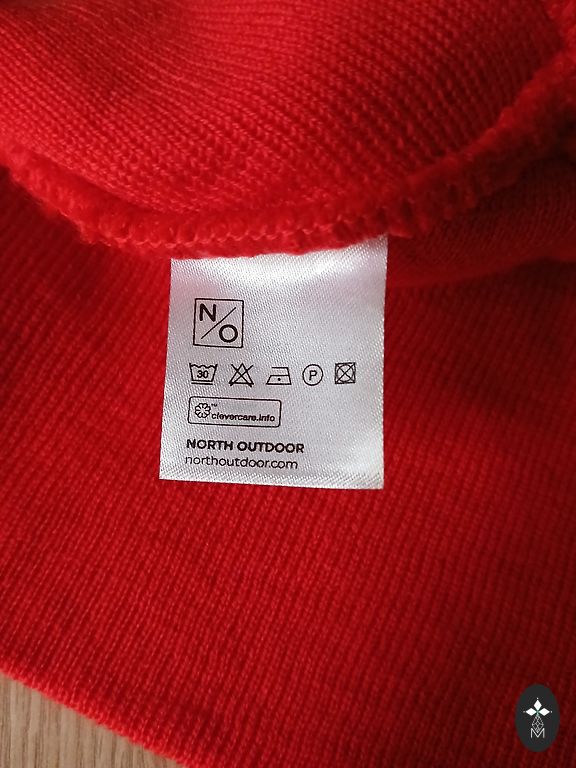 N/O
30 P
clevercare.info
NORTH OUTDOOR
northoutdoor.com
M